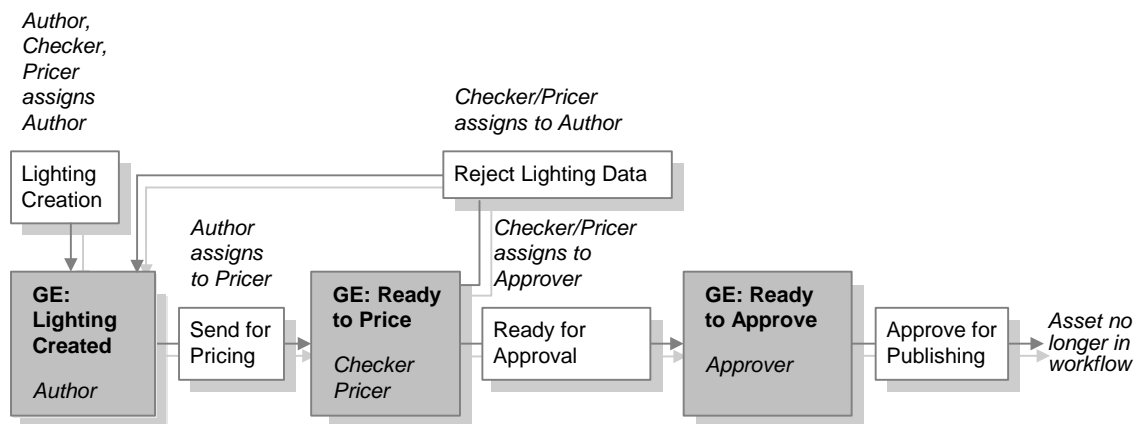 Author,
Checker,
Pricer
assigns
Author
Checker/Pricer
assigns to Author
Lighting
Creation
Reject Lighting Data
Author
assigns
to Pricer
Checker/Pricer
assigns to
Approver
GE:
Lighting
Created
Author
Send for
Pricing
GE: Ready
to Price
Checker
Pricer
Ready for
Approval
GE: Ready
to Approve
Approver
Approve for
Publishing
Asset no
longer in
workflow